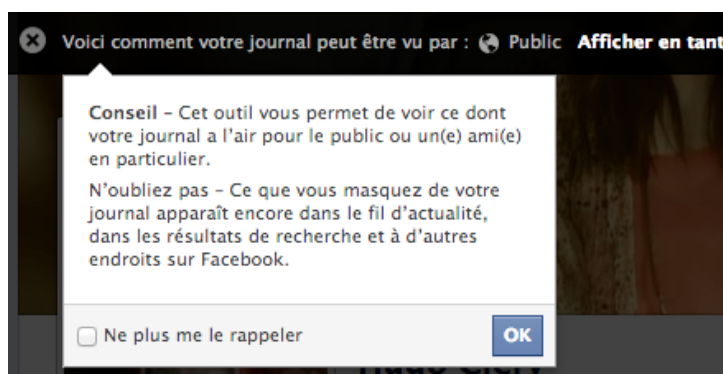 Voici comment votre journal peut être vu par : Public Afficher en tant
Conseil – Cet outil vous permet de voir ce dont
votre journal a l'air pour le public ou un(e) ami(e)
en particulier.
N'oubliez pas – Ce que vous masquez de votre
journal apparaît encore dans le fil d'actualité,
dans les résultats de recherche et à d'autres
endroits sur Facebook.
Ne plus me le rappeler
OK